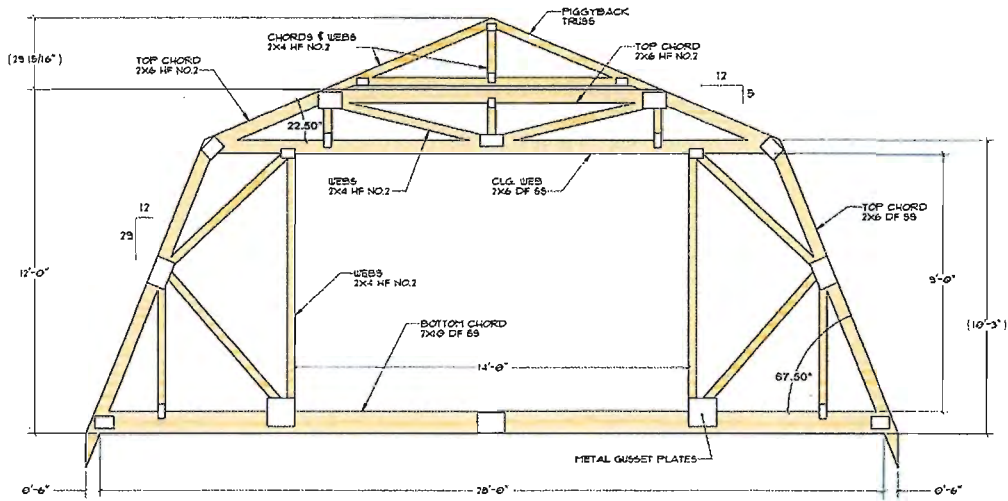 PIGGYBACK
TRUSS
CHORDS & WEBS
2X4 HF NO.2
TOP CHORD
2X6 HF NO.2
(29 15/16")
TOP CHORD
2X6 HF NO.2
12
5
22.50°
WEBS
2X4 HF NO.2
CLG. WEB
2X6 DF SS
12
29
TOP CHORD
2X6 DF SS
12'-0"
WEBS
2X4 HF NO.2
9'-0"
(10'-3")
BOTTOM CHORD
2X10 DF SS
14'-0"
67.50°
METAL GUSSET PLATES
0'-6"
28'-0"
0'-6"